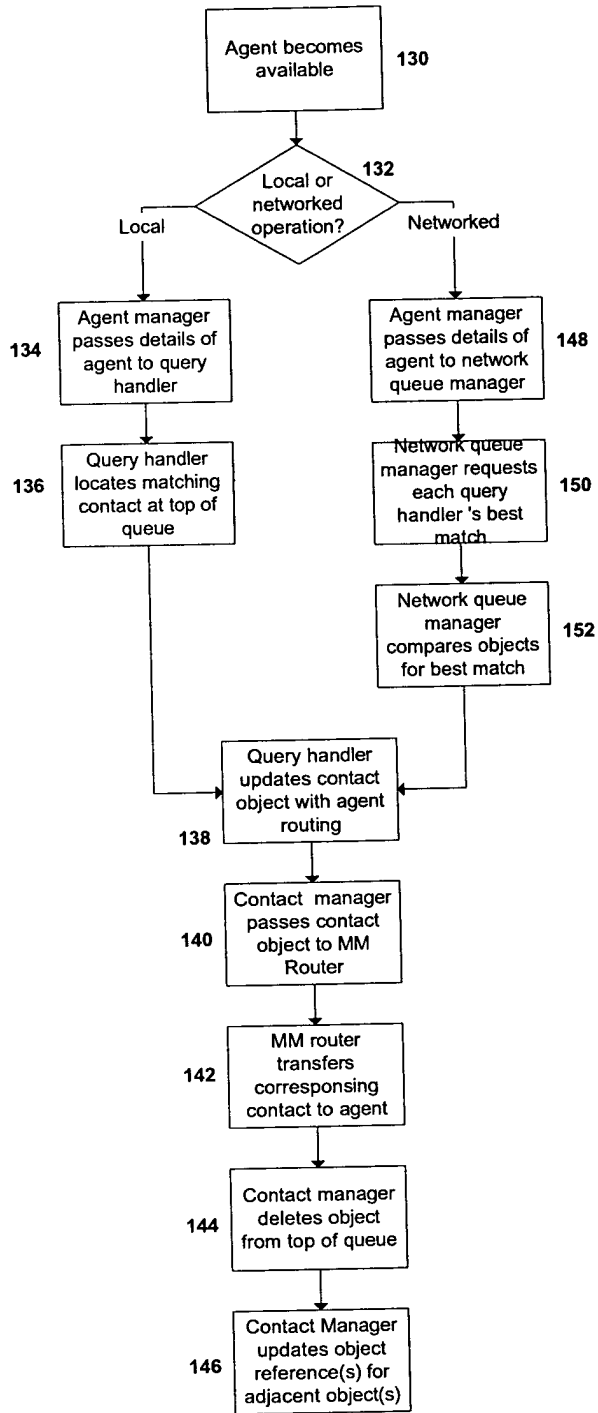 Agent becomes
available
130
132
Local or
networked
operation?
Local
Networked
134
Agent manager
passes details of
agent to query
handler
Agent manager
passes details of
agent to network
queue manager
148
136
Query handler
locates matching
contact at top of
queue
Network queue
manager requests
each query
handler 's best
match
150
Network queue
manager
compares objects
for best match
152
Query handler
updates contact
object with agent
routing
138
Contact manager
passes contact
object to MM
Router
140
MM router
transfers
corresponsing
contact to agent
142
Contact manager
deletes object
from top of queue
144
Contact Manager
updates object
reference(s) for
adjacent object(s)
146